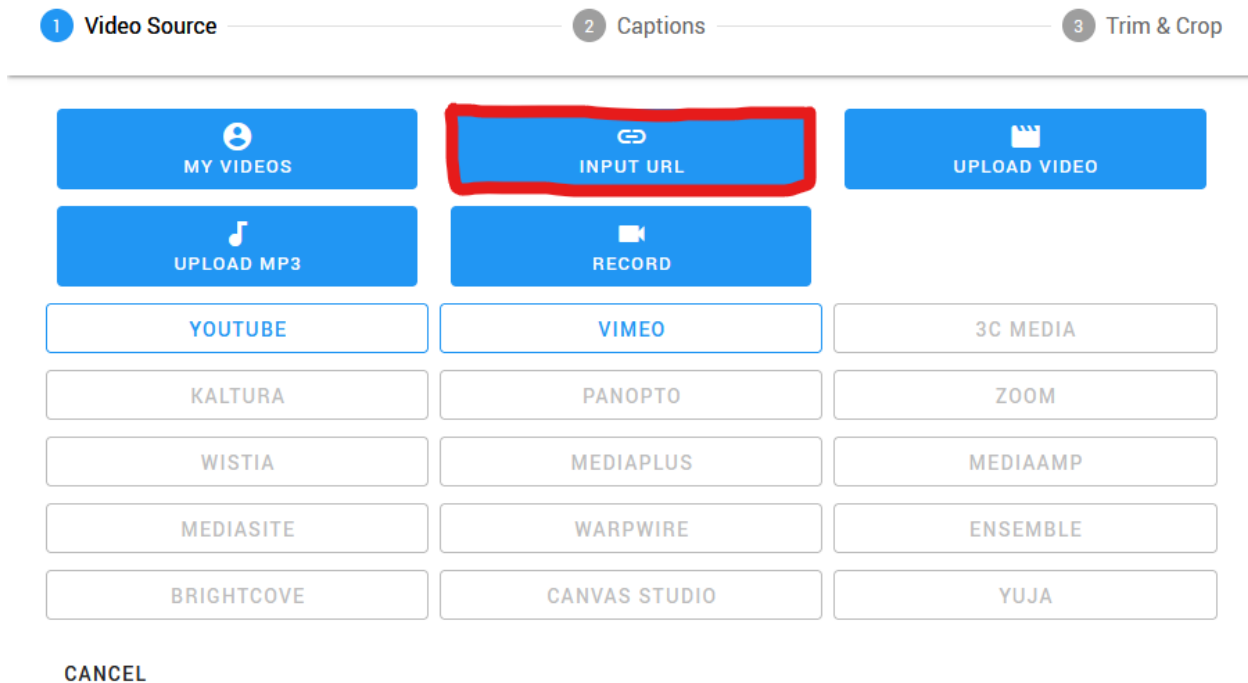 1 Video Source 2 Captions 3 Trim & Crop
MY VIDEOS INPUT URL UPLOAD VIDEO
UPLOAD MP3 RECORD
YOUTUBE VIMEO 3C MEDIA
KALTURA PANOPTO ZOOM
WISTIA MEDIAPLUS MEDIAAMP
MEDIASITE WARPWIRE ENSEMBLE
BRIGHTCOVE CANVAS STUDIO YUJA
CANCEL